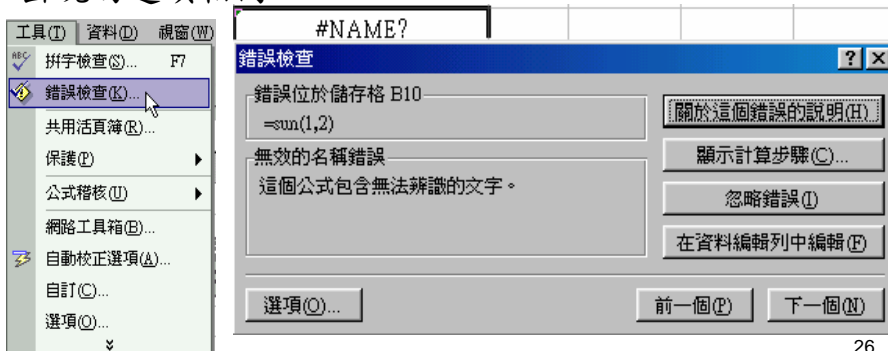 工具(T) 資料(D) 視窗(W)
拼字檢查(S)... F7
錯誤檢查(K)...
共用活頁簿(R)...
保護(P)
公式稽核(U)
網路工具箱(B)...
自動校正選項(A)...
自訂(C)...
選項(O)...
#NAME?
錯誤檢查
錯誤位於儲存格 B10
=sun(1,2)
無效的名稱錯誤
這個公式包含無法辨識的文字。
關於這個錯誤的說明(H)
顯示計算步驟(C)...
忽略錯誤(I)
在資料編輯列中編輯(F)
選項(O)...
前一個(P)
下一個(N)
26